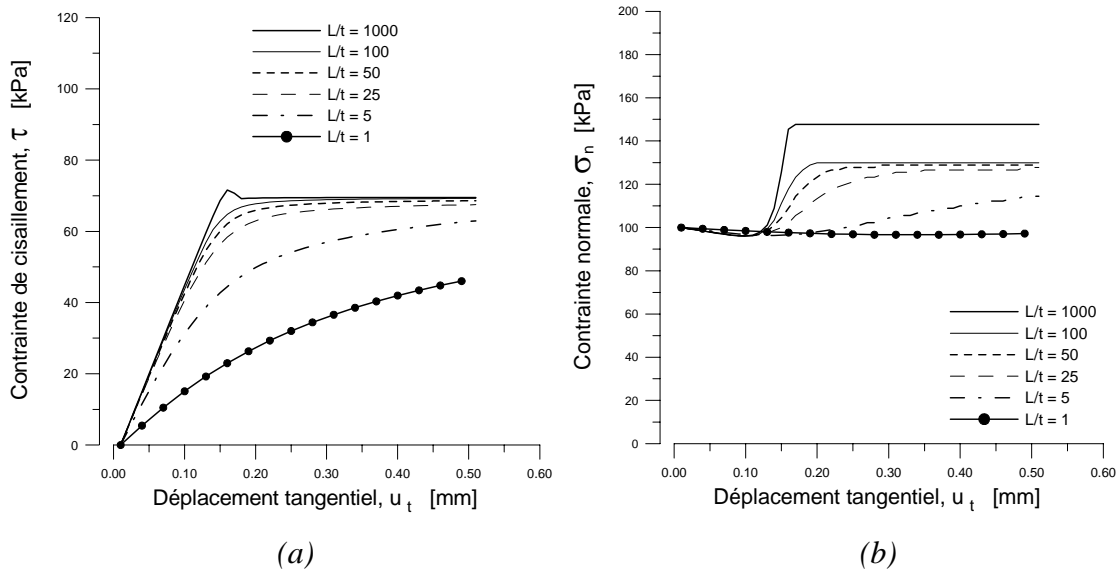 120
100
80
60
40
20
0
Contrainte de cisaillement, τ [kPa]
L/t = 1000
L/t = 100
L/t = 50
L/t = 25
L/t = 5
L/t = 1
0.00 0.10 0.20 0.30 0.40 0.50 0.60
Déplacement tangentiel, u t [mm]
(a)
200
180
160
140
120
100
80
60
40
20
0
Contrainte normale, σn [kPa]
L/t = 1000
L/t = 100
L/t = 50
L/t = 25
L/t = 5
L/t = 1
0.00 0.10 0.20 0.30 0.40 0.50 0.60
Déplacement tangentiel, u t [mm]
(b)